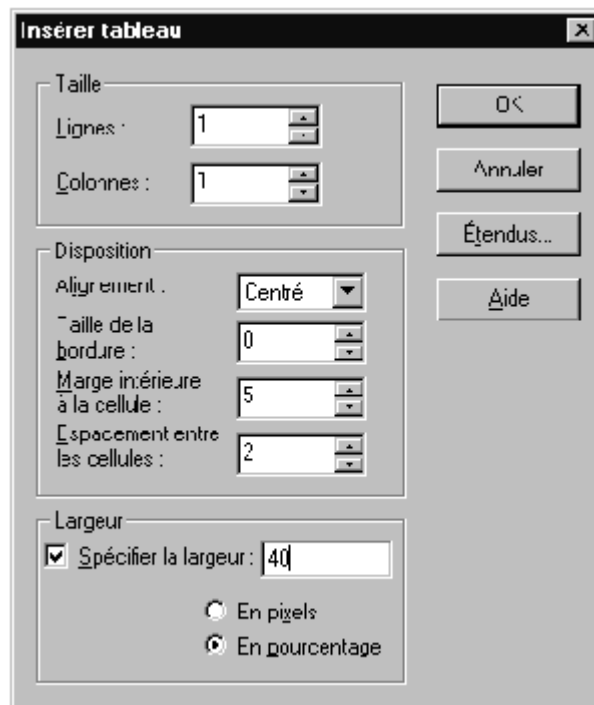 Insérer tableau
Taille
Lignes : 1
Colonnes : 1
OK
Annuler
Étendus...
Aide
Disposition
Alignement : Centré
Taille de la
bordure : 0
Marge intérieure
à la cellule : 5
Espacement entre
les cellules : 2
Largeur
Spécifier la largeur : 40
En pixels
En pourcentage